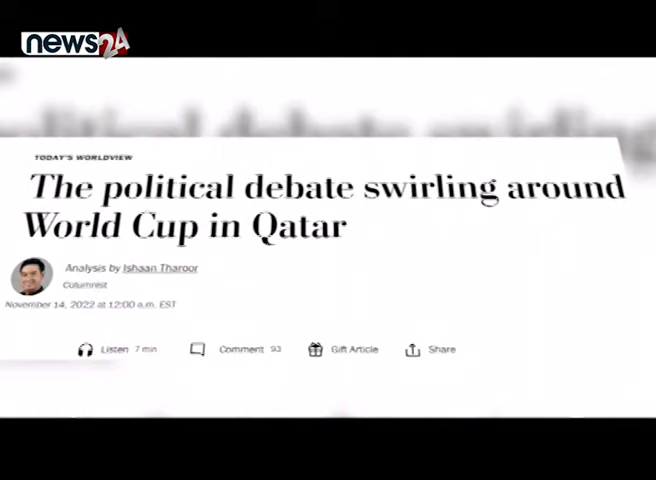 news24
TODAY'S WORLDVIEW
The political debate swirling around
World Cup in Qatar
Analysis by Ishaan Tharoor
Columnist
November 14, 2022 at 12:00 a.m. EST
Listen 7 min Comment 93 Gift Article Share